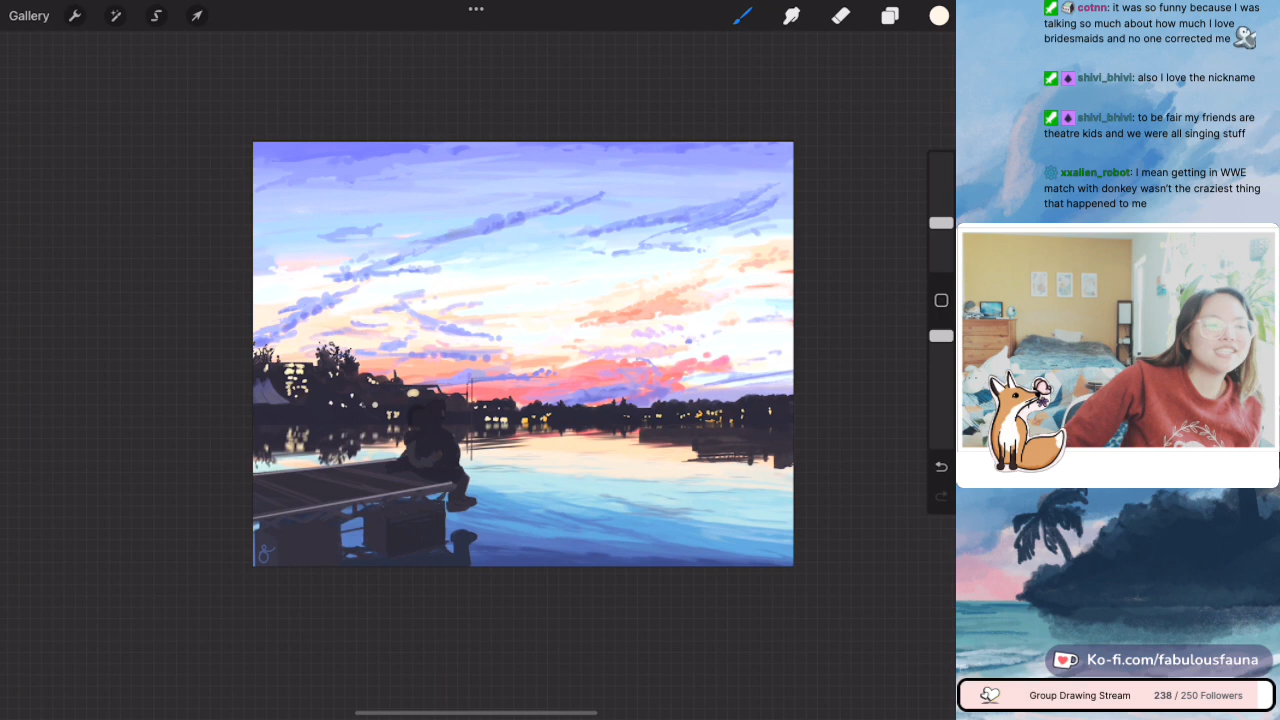 Gallery
cotnn: it was so funny because I was
talking so much about how much I love
bridesmaids and no one corrected me
shivi_bhivi: also I love the nickname
shivi_bhivi: to be fair my friends are
theatre kids and we were all singing stuff
xxalien_robot: I mean getting in WWE
match with donkey wasn't the craziest thing
that happened to me
Ko-fi.com/fabulousfauna
Group Drawing Stream 238 / 250 Followers